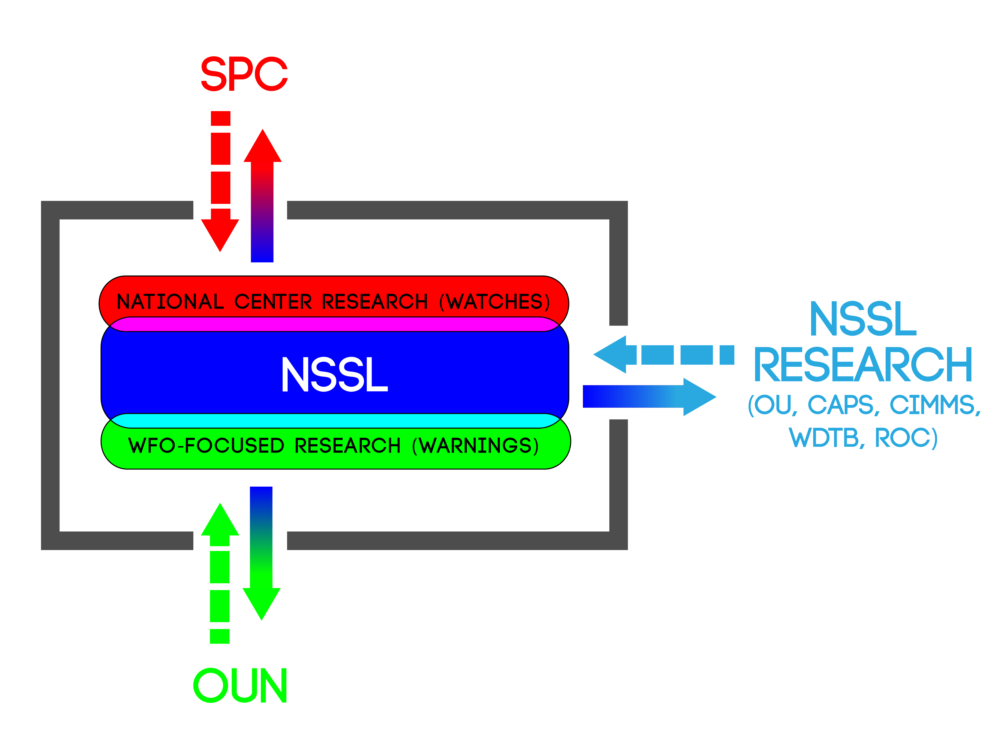 SPC
NATIONAL CENTER RESEARCH (WATCHES)
NSSL
WFO-FOCUSED RESEARCH (WARNINGS)
OUN
NSSL
RESEARCH
(OU, CAPS, CIMMS,
WDTB, ROC)